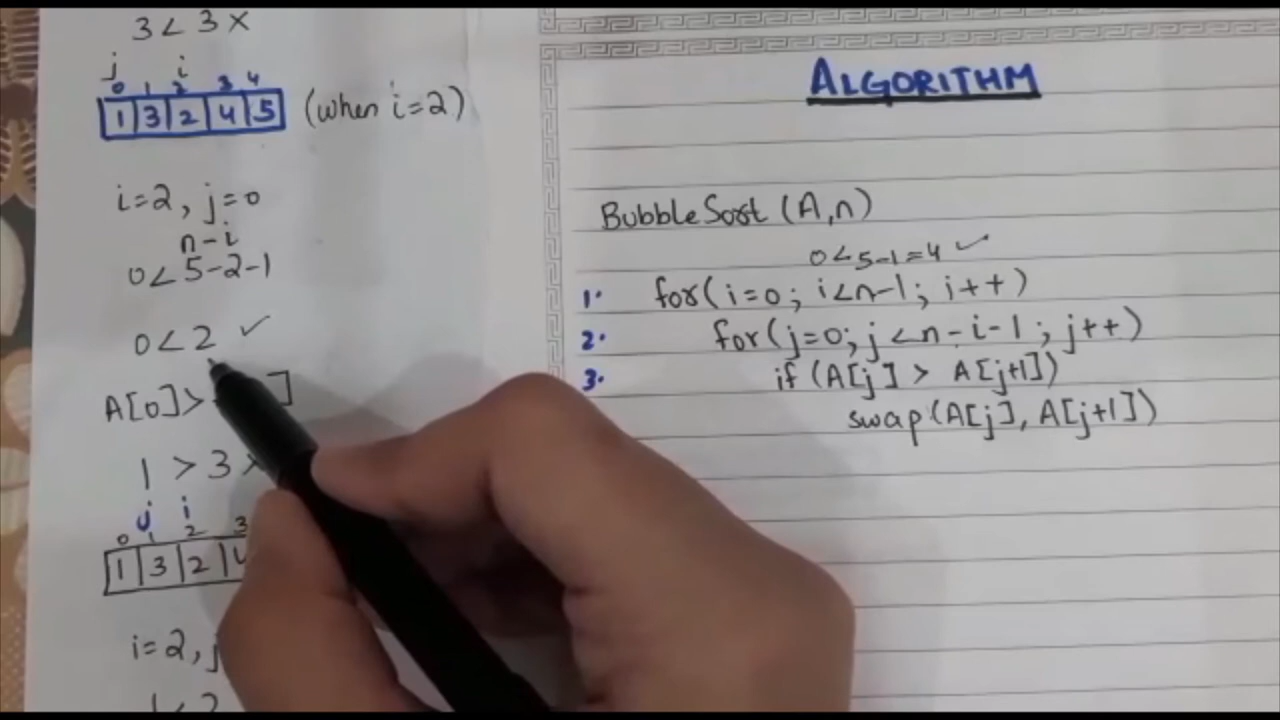 3 < 3 ×
j i
0 1 2 3 4
1 3 2 4 5 (when i=2)
i=2, j=0
n-i
0 < 5-2-1
0 < 2 ✓
A[0] > ]
1 > 3 ×
j i
0 1 2 3
1 3 2
i=2, j
ALGORITHM
BubbleSort (A,n)
0<5-1=4 ✓
1. for( i=0; i<n-1; i++)
2. for(j=0; j<n-i-1; j++)
3. if (A[j] > A[j+1])
swap(A[j], A[j+1])